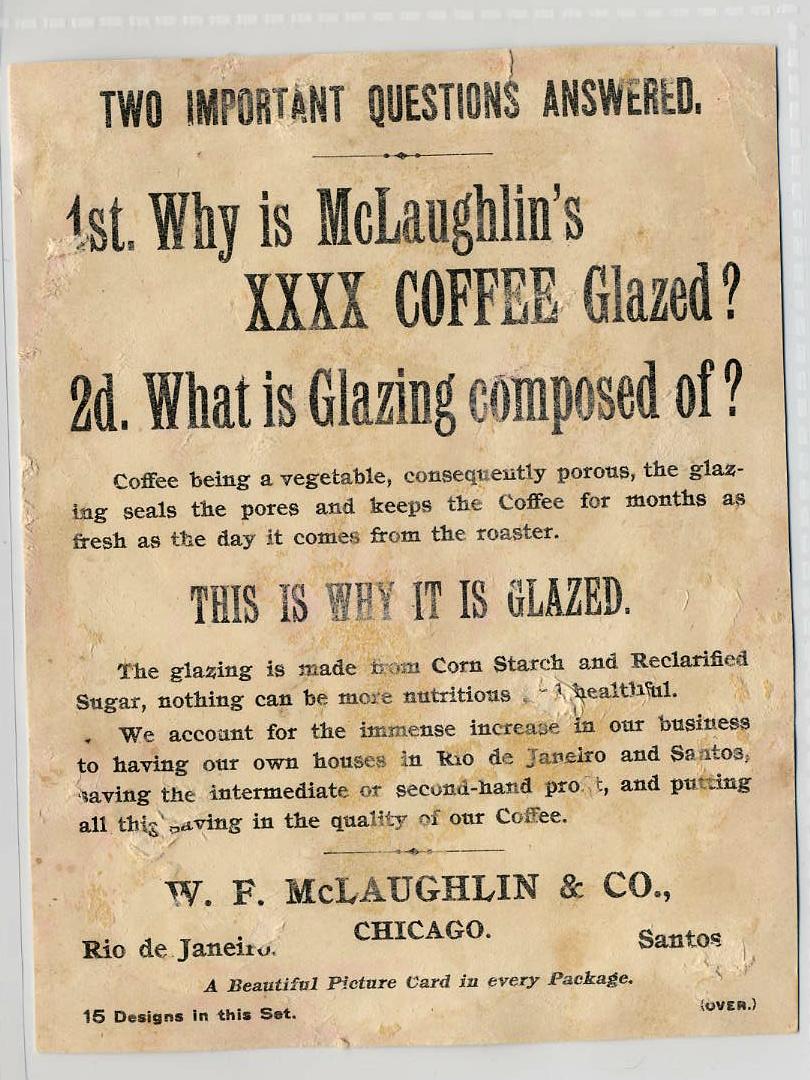 TWO IMPORTANT QUESTIONS ANSWERED.
1st. Why is McLaughlin's
XXXX COFFEE Glazed?
2d. What is Glazing composed of?
Coffee being a vegetable, consequently porous, the glaz-
ing seals the pores and keeps the Coffee for months as
fresh as the day it comes from the roaster.
THIS IS WHY IT IS GLAZED.
The glazing is made from Corn Starch and Reclarified
Sugar, nothing can be more nutritious healthful.
We account for the immense increase in our business
to having our own houses in Rio de Janeiro and Santos,
saving the intermediate or second-hand profit, and putting
all this saving in the quality of our Coffee.
W. F. McLAUGHLIN & CO.,
CHICAGO.
Rio de Janeiro. Santos
A Beautiful Picture Card in every Package.
15 Designs in this Set. (OVER.)